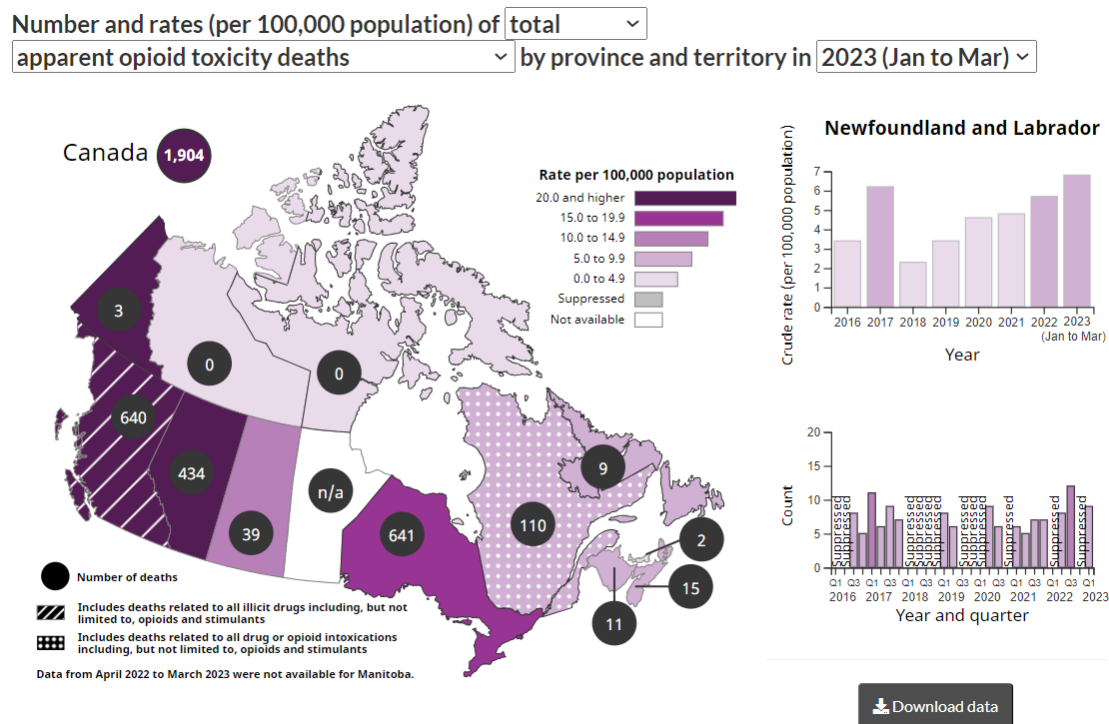 Number and rates (per 100,000 population) of total
apparent opioid toxicity deaths by province and territory in 2023 (Jan to Mar)
Canada 1,904
Rate per 100,000 population
20.0 and higher
15.0 to 19.9
10.0 to 14.9
5.0 to 9.9
0.0 to 4.9
Suppressed
Not available
3
0
0
640
434
39
n/a
641
110
9
2
15
11
Number of deaths
Includes deaths related to all illicit drugs including, but not
limited to, opioids and stimulants
Includes deaths related to all drug or opioid intoxications
including, but not limited to, opioids and stimulants
Data from April 2022 to March 2023 were not available for Manitoba.
Newfoundland and Labrador
Crude rate (per 100,000 population)
7
6
5
4
3
2
1
0
2016 2017 2018 2019 2020 2021 2022 2023
(Jan to Mar)
Year
Count
20
15
10
5
0
Suppressed Suppressed Suppressed Suppressed Suppressed Suppressed Suppressed Suppressed Suppressed Suppressed Suppressed
Q1 Q3 Q1 Q3 Q1 Q3 Q1 Q3 Q1 Q3 Q1 Q3 Q1 Q3 Q1
2016 2017 2018 2019 2020 2021 2022 2023
Year and quarter
Download data